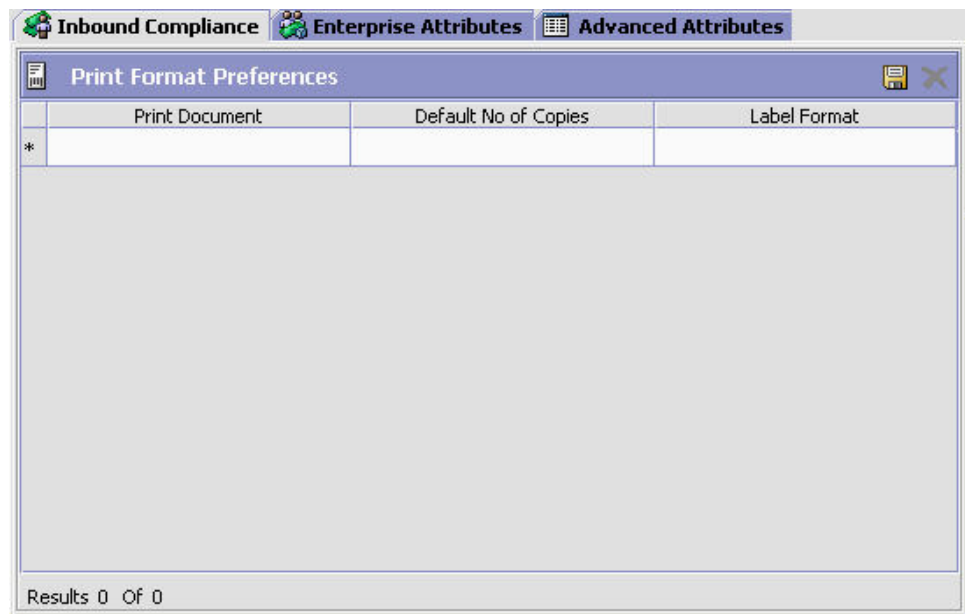 Inbound Compliance Enterprise Attributes Advanced Attributes
Print Format Preferences
Print Document Default No of Copies Label Format
*
Results 0 Of 0